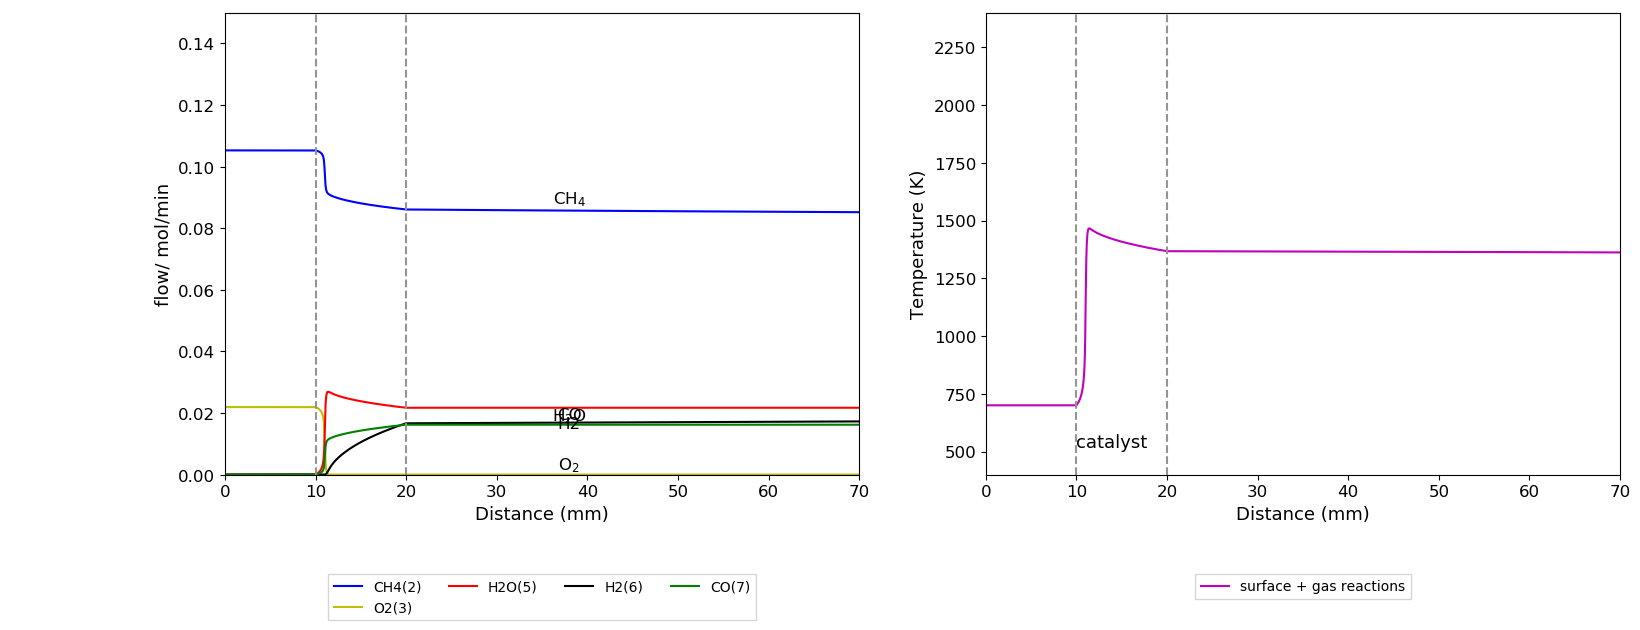 0.14
0.12
0.10
0.08
0.06
0.04
0.02
0.00
flow/ mol/min
CH4
H2O
CO
H2
O2
0 10 20 30 40 50 60 70
Distance (mm)
CH4(2) H2O(5) H2(6) CO(7)
O2(3)
2250
2000
1750
1500
1250
1000
750
500
Temperature (K)
catalyst
0 10 20 30 40 50 60 70
Distance (mm)
surface + gas reactions